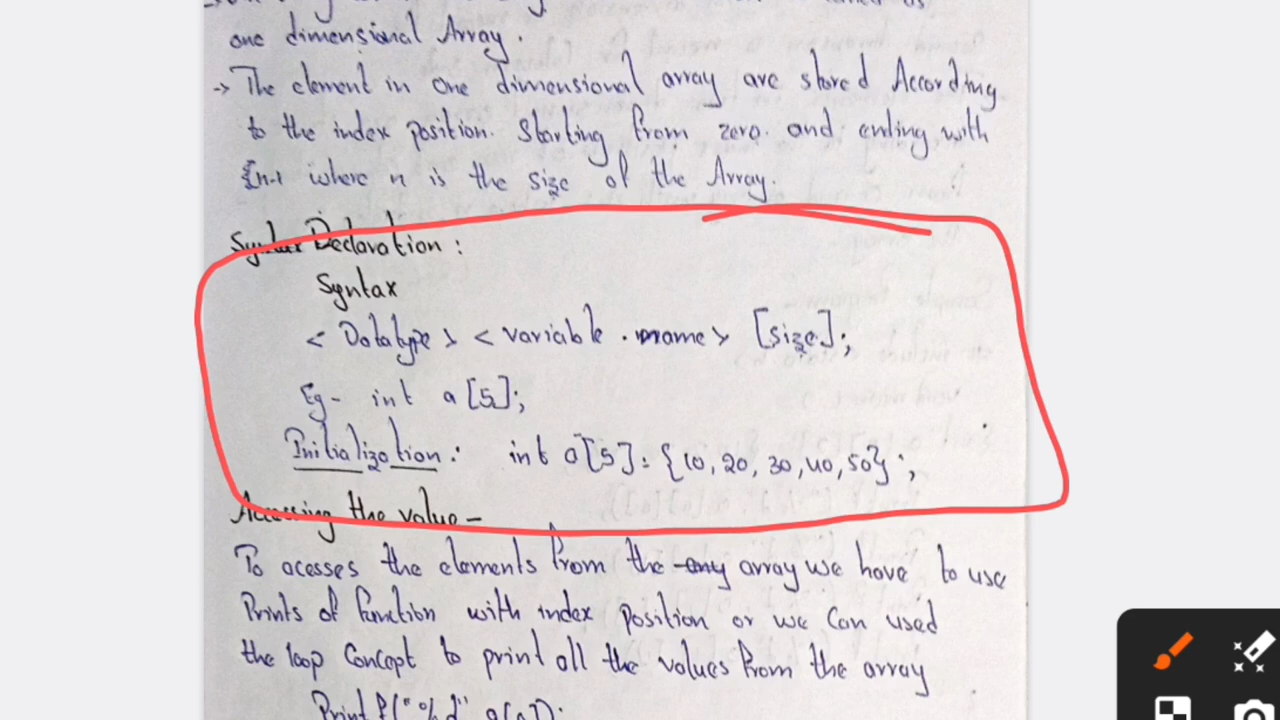 one dimensional Array.
-> The element in one dimensional array are stored According
to the index position. Starting from zero. and ending with
n-1 where n is the size of the Array.
Syntax Declaration :
Syntax
< Datatype > < variable . name > [size];
Eg- int a[5];
Initialization : int a[5] = {10, 20, 30, 40, 50} ;
Accessing the value -
To acesses the elements from the any array we have to use
Prints of function with index Position or we Can used
the loop Concept to print all the values from the array
Printf("%d"